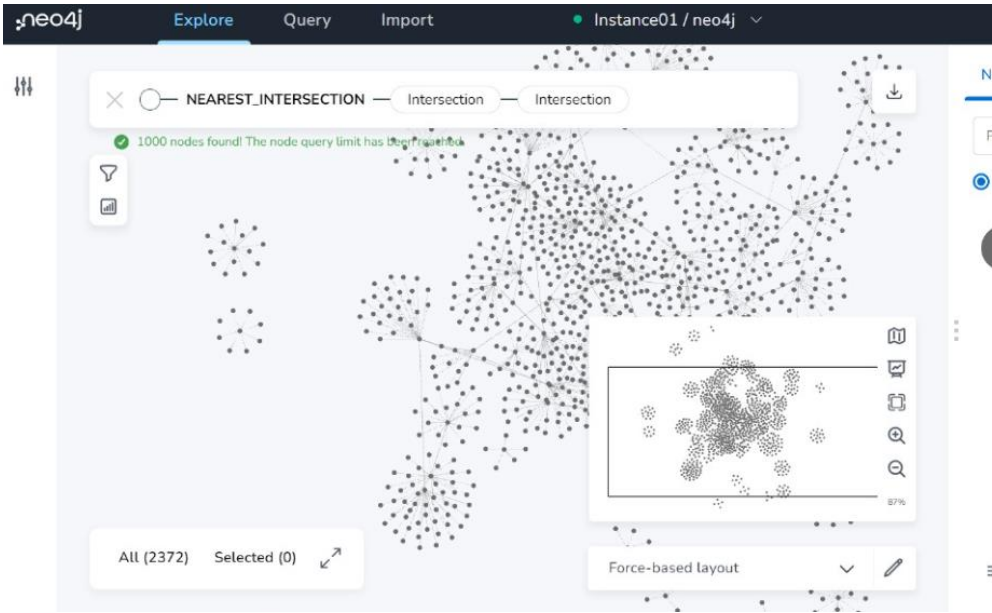 neo4j
Explore
Query
Import
Instance01 / neo4j
NEAREST_INTERSECTION
Intersection
Intersection
1000 nodes found! The node query limit has been reached.
87%
All (2372)
Selected (0)
Force-based layout